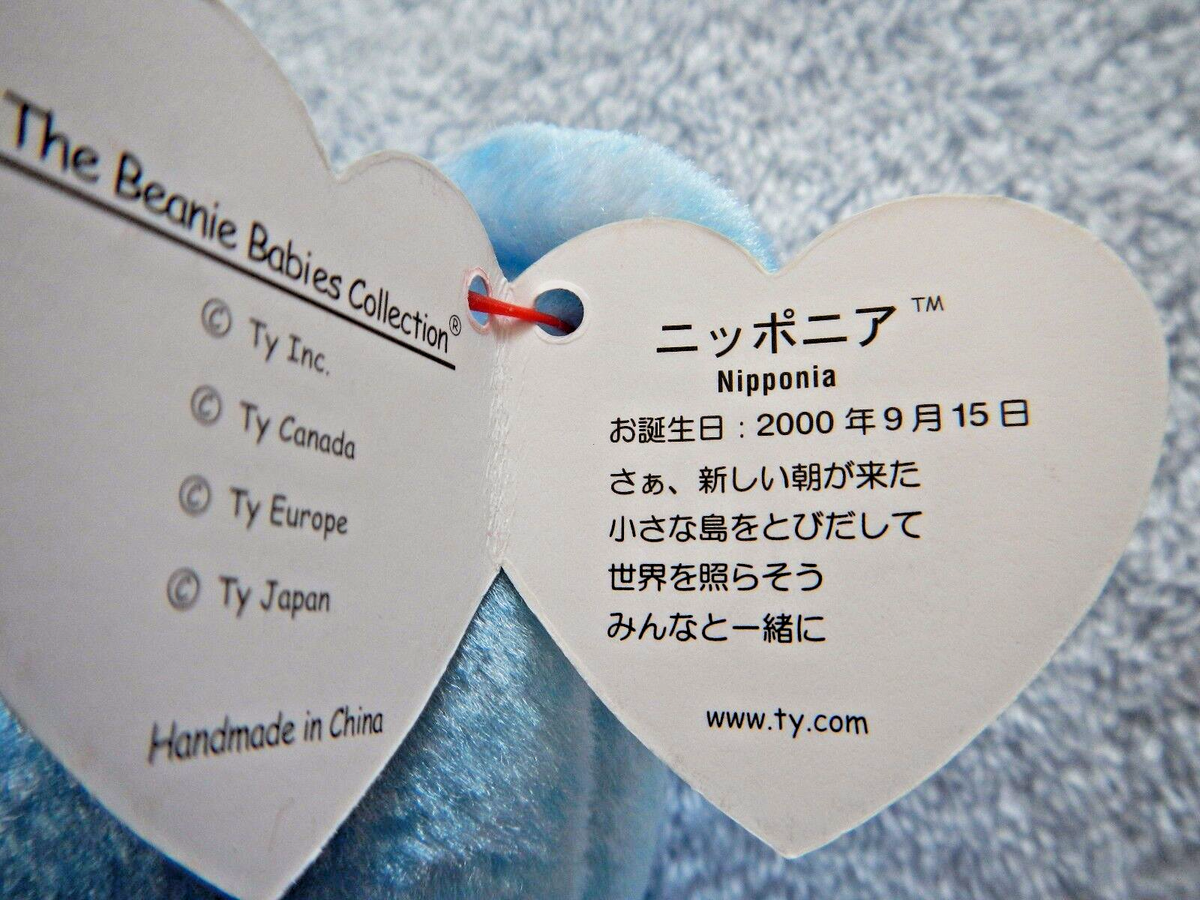 The Beanie Babies Collection®
© Ty Inc.
© Ty Canada
© Ty Europe
© Ty Japan
Handmade in China
ニッポニア™
Nipponia
お誕生日：2000年9月15日
さぁ、新しい朝が来た
小さな島をとびだして
世界を照らそう
みんなと一緒に
www.ty.com